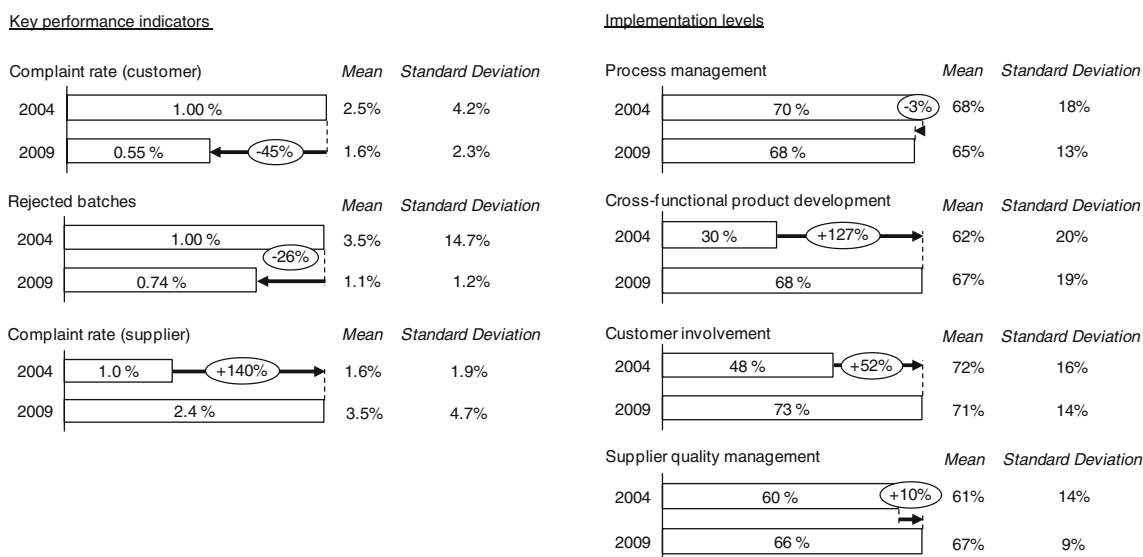 Key performance indicators
Complaint rate (customer) Mean Standard Deviation
2004 1.00 % 2.5% 4.2%
2009 0.55 % -45% 1.6% 2.3%
Rejected batches Mean Standard Deviation
2004 1.00 % 3.5% 14.7%
-26%
2009 0.74 % 1.1% 1.2%
Complaint rate (supplier) Mean Standard Deviation
2004 1.0 % +140% 1.6% 1.9%
2009 2.4 % 3.5% 4.7%
Implementation levels
Process management Mean Standard Deviation
2004 70 % -3% 68% 18%
2009 68 % 65% 13%
Cross-functional product development Mean Standard Deviation
2004 30 % +127% 62% 20%
2009 68 % 67% 19%
Customer involvement Mean Standard Deviation
2004 48 % +52% 72% 16%
2009 73 % 71% 14%
Supplier quality management Mean Standard Deviation
2004 60 % +10% 61% 14%
2009 66 % 67% 9%